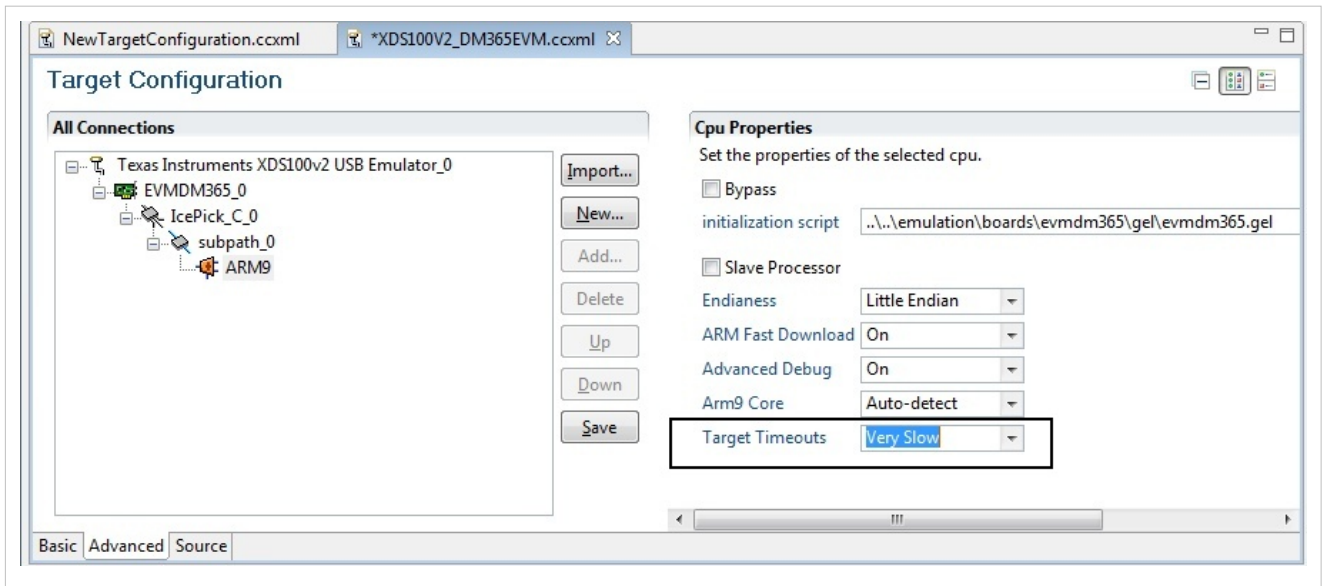 NewTargetConfiguration.ccxml
*XDS100V2_DM365EVM.ccxml
Target Configuration
All Connections
Texas Instruments XDS100v2 USB Emulator_0
EVMDM365_0
IcePick_C_0
subpath_0
ARM9
Import...
New...
Add...
Delete
Up
Down
Save
Cpu Properties
Set the properties of the selected cpu.
Bypass
initialization script ..\..\emulation\boards\evmdm365\gel\evmdm365.gel
Slave Processor
Endianess Little Endian
ARM Fast Download On
Advanced Debug On
Arm9 Core Auto-detect
Target Timeouts Very Slow
Basic Advanced Source